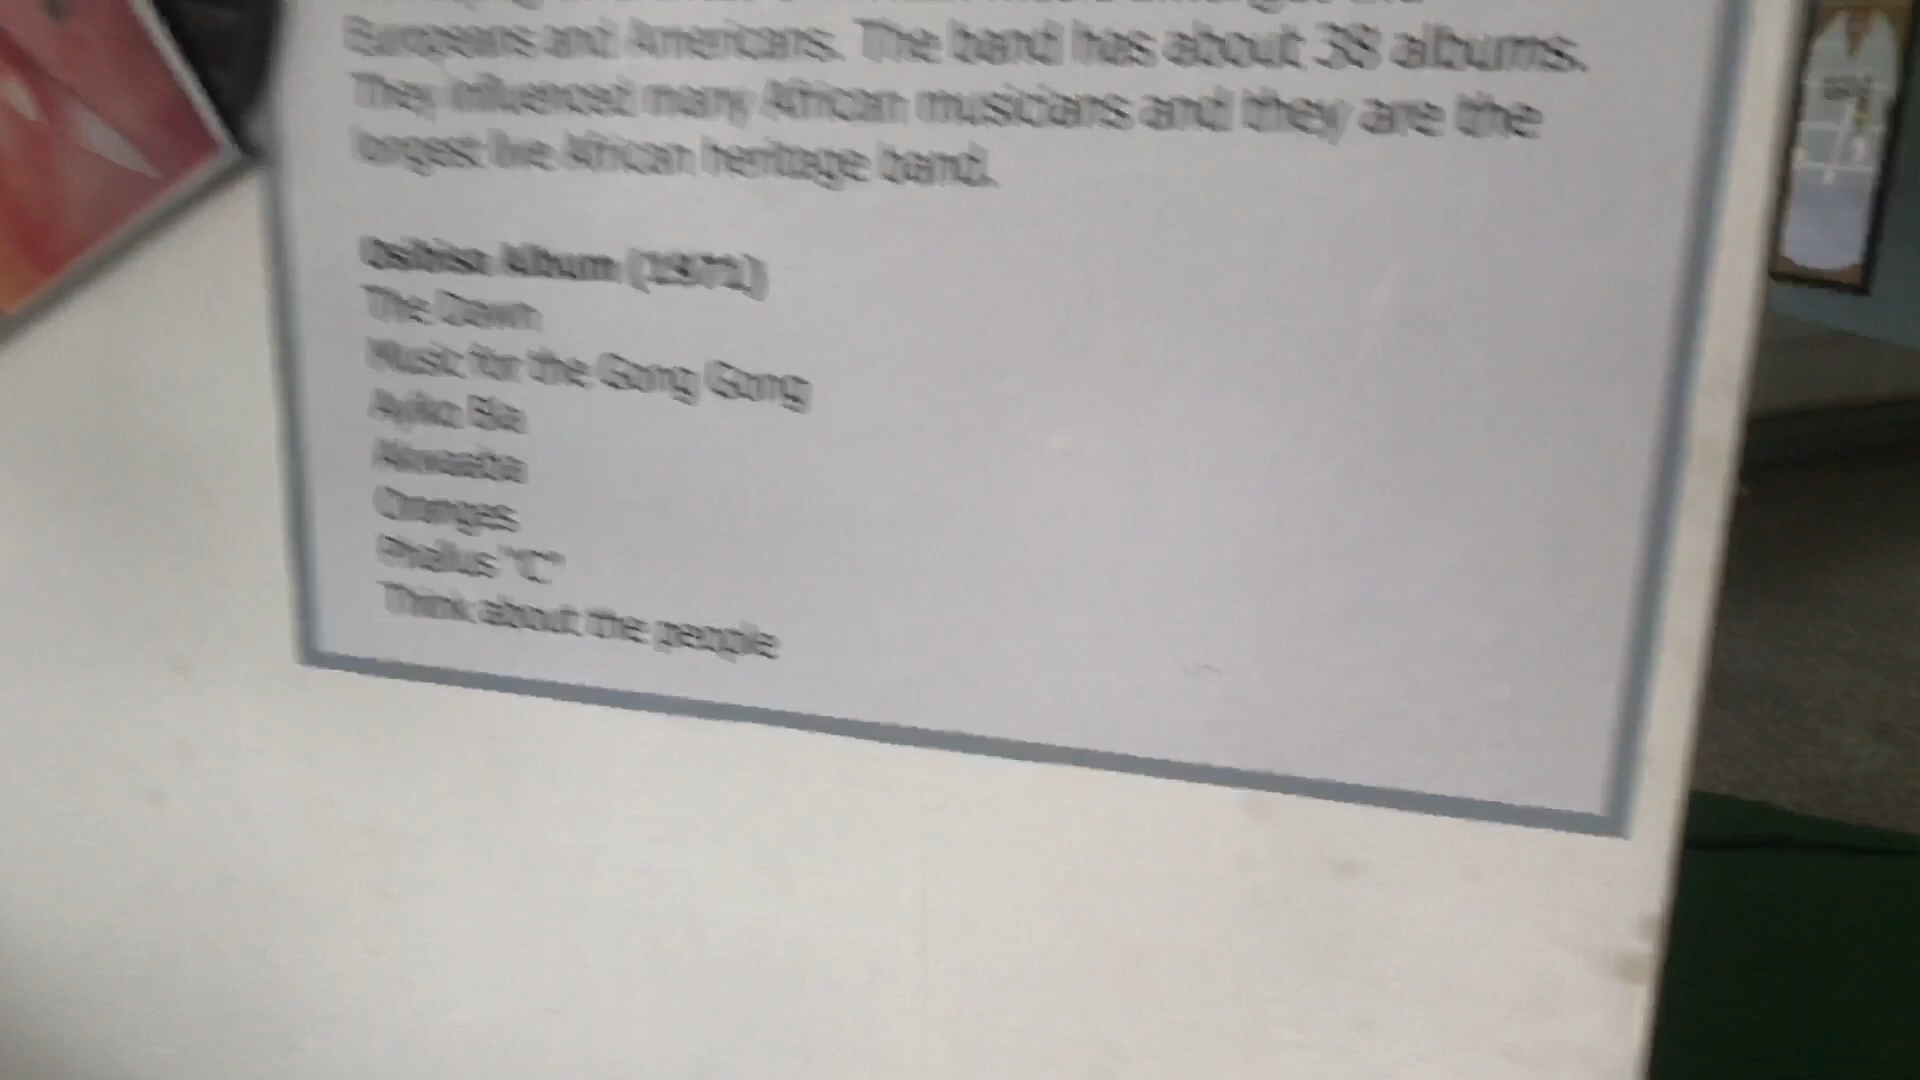 Europeans and Americans. The band has about 38 albums.
They influenced many African musicians and they are the
largest live African heritage band.
Osibisa Album (1971)
The Dawn
Music for the Gong Gong
Ayiko Bia
Akwaaba
Oranges
Phallus "C"
Think about the people